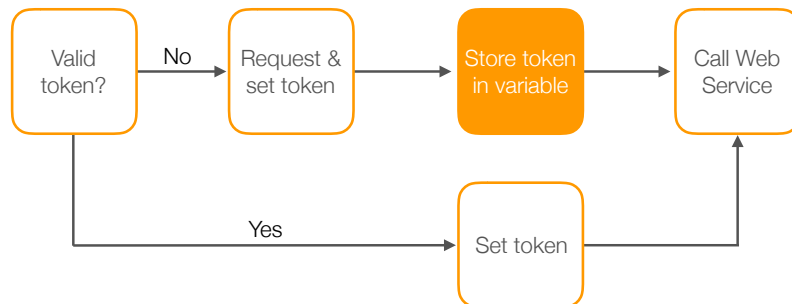 Valid
token?
No
Request &
set token
Store token
in variable
Call Web
Service
Yes
Set token